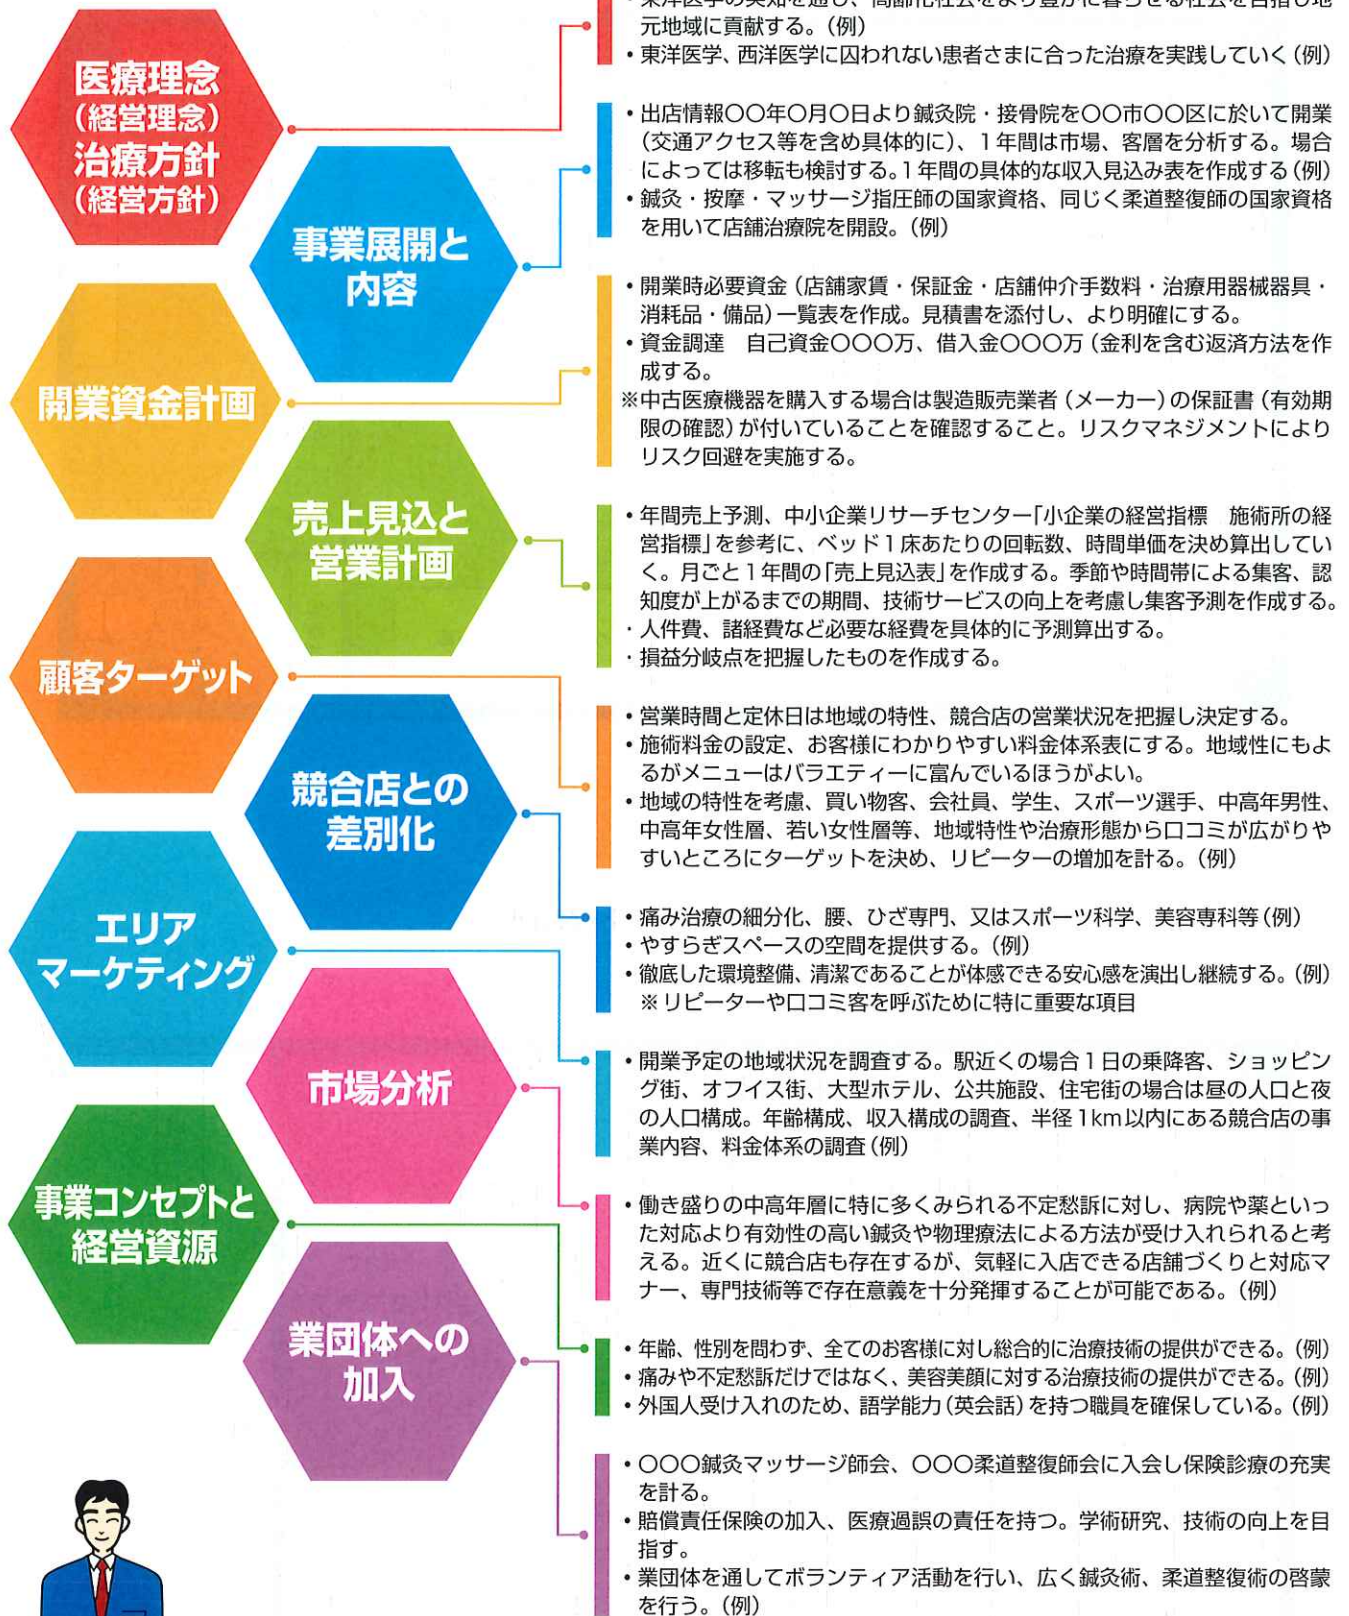 医療理念
(経営理念)
治療方針
(経営方針)
元地域に貢献する。(例)
・東洋医学、西洋医学に囚われない患者さまに合った治療を実践していく(例)
事業展開と
内容
・出店情報〇〇年〇月〇日より鍼灸院・接骨院を〇〇市〇〇区に於いて開業
(交通アクセス等を含め具体的に)、1年間は市場、客層を分析する。場合
によっては移転も検討する。1年間の具体的な収入見込み表を作成する(例)
・鍼灸・按摩・マッサージ指圧師の国家資格、同じく柔道整復師の国家資格
を用いて店舗治療院を開設。(例)
開業資金計画
・開業時必要資金(店舗家賃・保証金・店舗仲介手数料・治療用器械器具・
消耗品・備品)一覧表を作成。見積書を添付し、より明確にする。
・資金調達 自己資金〇〇〇万、借入金〇〇〇万(金利を含む返済方法を作
成する。
※中古医療機器を購入する場合は製造販売業者(メーカー)の保証書(有効期
限の確認)が付いていることを確認すること。リスクマネジメントにより
リスク回避を実施する。
売上見込と
営業計画
・年間売上予測、中小企業リサーチセンター「小企業の経営指標 施術所の経
営指標」を参考に、ベッド1床あたりの回転数、時間単価を決め算出してい
く。月ごと1年間の「売上見込表」を作成する。季節や時間帯による集客、認
知度が上がるまでの期間、技術サービスの向上を考慮し集客予測を作成する。
・人件費、諸経費など必要な経費を具体的に予測算出する。
・損益分岐点を把握したものを作成する。
顧客ターゲット
・営業時間と定休日は地域の特性、競合店の営業状況を把握し決定する。
・施術料金の設定、お客様にわかりやすい料金体系表にする。地域性にもよ
るがメニューはバラエティーに富んでいるほうがよい。
・地域の特性を考慮、買い物客、会社員、学生、スポーツ選手、中高年男性、
中高年女性層、若い女性層等、地域特性や治療形態から口コミが広がりや
すいところにターゲットを決め、リピーターの増加を計る。(例)
競合店との
差別化
・痛み治療の細分化、腰、ひざ専門、又はスポーツ科学、美容専科等(例)
・やすらぎスペースの空間を提供する。(例)
・徹底した環境整備、清潔であることが体感できる安心感を演出し継続する。(例)
※リピーターや口コミ客を呼ぶために特に重要な項目
エリア
マーケティング
・開業予定の地域状況を調査する。駅近くの場合1日の乗降客、ショッピン
グ街、オフイス街、大型ホテル、公共施設、住宅街の場合は昼の人口と夜
の人口構成。年齢構成、収入構成の調査、半径1km以内にある競合店の事
業内容、料金体系の調査(例)
市場分析
・働き盛りの中高年層に特に多くみられる不定愁訴に対し、病院や薬といっ
た対応より有効性の高い鍼灸や物理療法による方法が受け入れられると考
える。近くに競合店も存在するが、気軽に入店できる店舗づくりと対応マ
ナー、専門技術等で存在意義を十分発揮することが可能である。(例)
事業コンセプトと
経営資源
・年齢、性別を問わず、全てのお客様に対し総合的に治療技術の提供ができる。(例)
・痛みや不定愁訴だけではなく、美容美顔に対する治療技術の提供ができる。(例)
・外国人受け入れのため、語学能力(英会話)を持つ職員を確保している。(例)
業団体への
加入
・〇〇〇鍼灸マッサージ師会、〇〇〇柔道整復師会に入会し保険診療の充実
を計る。
・賠償責任保険の加入、医療過誤の責任を持つ。学術研究、技術の向上を目
指す。
・業団体を通してボランティア活動を行い、広く鍼灸術、柔道整復術の啓蒙
を行う。(例)